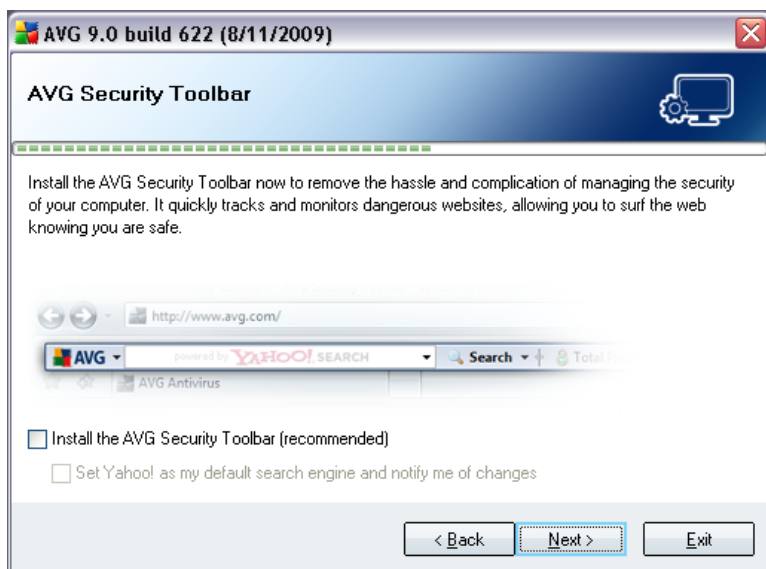 AVG 9.0 build 622 (8/11/2009)
AVG Security Toolbar
Install the AVG Security Toolbar now to remove the hassle and complication of managing the security
of your computer. It quickly tracks and monitors dangerous websites, allowing you to surf the web
knowing you are safe.
http://www.avg.com/
AVG powered by YAHOO! SEARCH Search Total
AVG Antivirus
Install the AVG Security Toolbar (recommended)
Set Yahoo! as my default search engine and notify me of changes
< Back Next > Exit